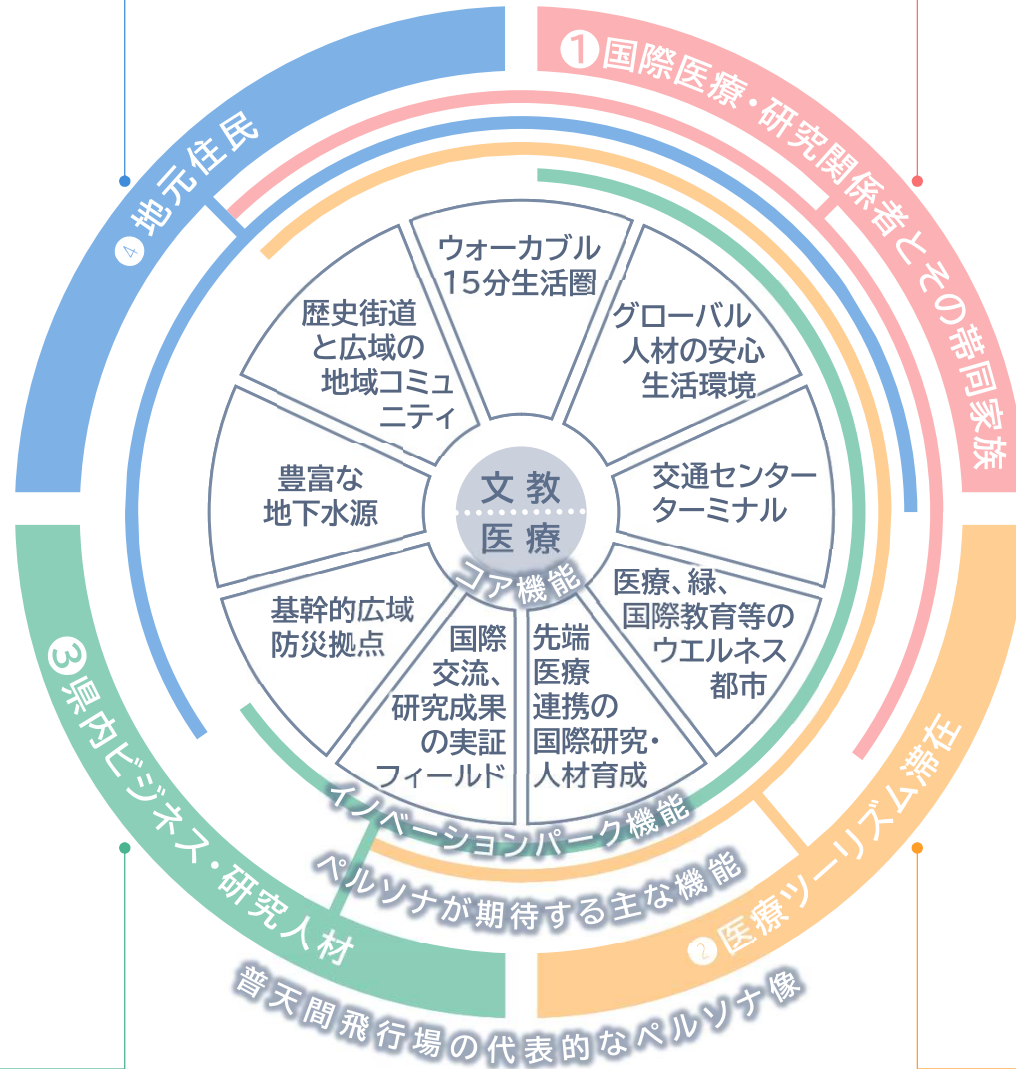 ❶国際医療・研究関係者とその帯同家族
❹地元住民
ウォーカブル
15分生活圏
グローバル
人材の安心
生活環境
歴史街道
と広域の
地域コミュ
ニティ
交通センター
ターミナル
豊富な
地下水源
文教
医療
コア機能
医療、緑、
国際教育等の
ウエルネス
都市
基幹的広域
防災拠点
国際
交流、
研究成果
の実証
フィールド
先端
医療
連携の
国際研究・
人材育成
イノベーションパーク機能
ペルソナが期待する主な機能
❸県内ビジネス・研究人材
❷医療ツーリズム滞在
普天間飛行場の代表的なペルソナ像